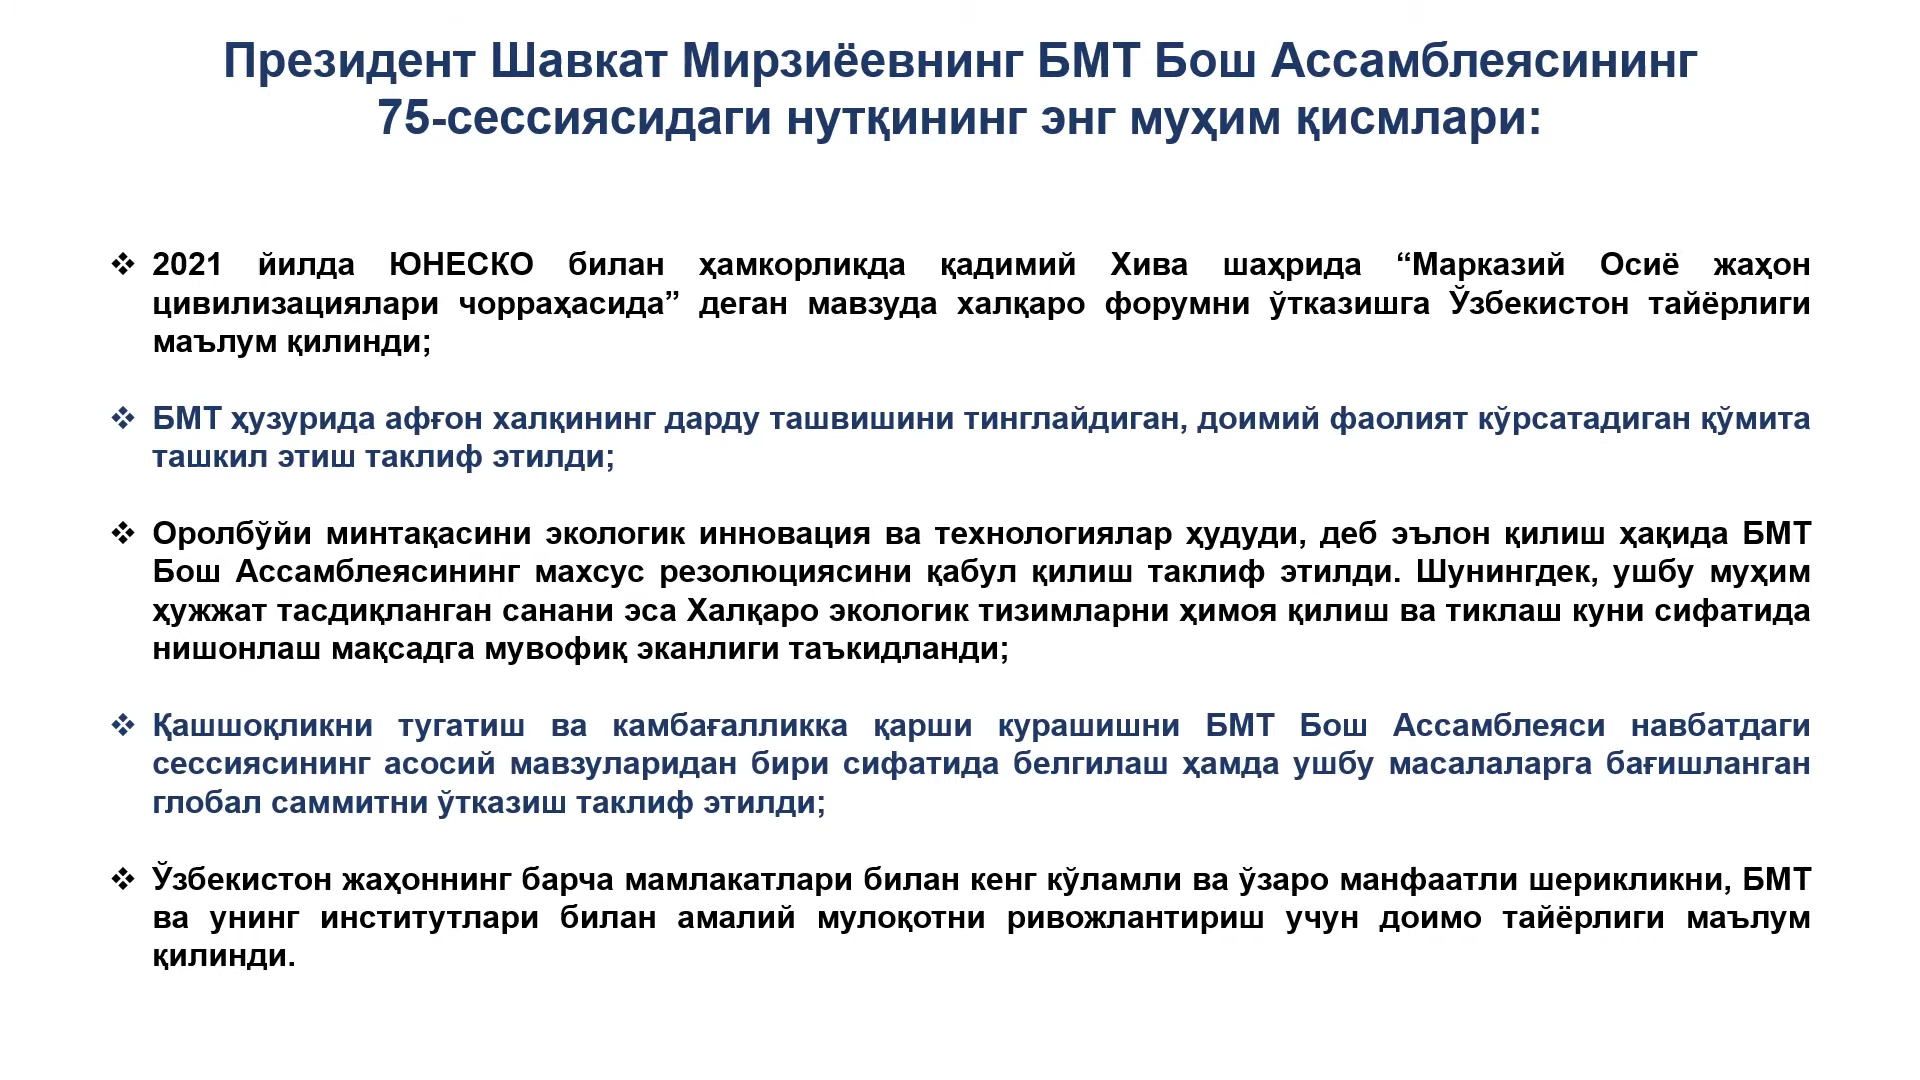 Президент Шавкат Мирзиёевнинг БМТ Бош Ассамблеясининг
75-сессиясидаги нутқининг энг муҳим қисмлари:
❖ 2021 йилда ЮНЕСКО билан ҳамкорликда қадимий Хива шаҳрида “Марказий Осиё жаҳон
цивилизациялари чорраҳасида” деган мавзуда халқаро форумни ўтказишга Ўзбекистон тайёрлиги
маълум қилинди;
❖ БМТ ҳузурида афғон халқининг дарду ташвишини тинглайдиган, доимий фаолият кўрсатадиган қўмита
ташкил этиш таклиф этилди;
❖ Оролбўйи минтақасини экологик инновация ва технологиялар ҳудуди, деб эълон қилиш ҳақида БМТ
Бош Ассамблеясининг махсус резолюциясини қабул қилиш таклиф этилди. Шунингдек, ушбу муҳим
ҳужжат тасдиқланган санани эса Халқаро экологик тизимларни ҳимоя қилиш ва тиклаш куни сифатида
нишонлаш мақсадга мувофиқ эканлиги таъкидланди;
❖ Қашшоқликни тугатиш ва камбағалликка қарши курашишни БМТ Бош Ассамблеяси навбатдаги
сессиясининг асосий мавзуларидан бири сифатида белгилаш ҳамда ушбу масалаларга бағишланган
глобал саммитни ўтказиш таклиф этилди;
❖ Ўзбекистон жаҳоннинг барча мамлакатлари билан кенг кўламли ва ўзаро манфаатли шерикликни, БМТ
ва унинг институтлари билан амалий мулоқотни ривожлантириш учун доимо тайёрлиги маълум
қилинди.